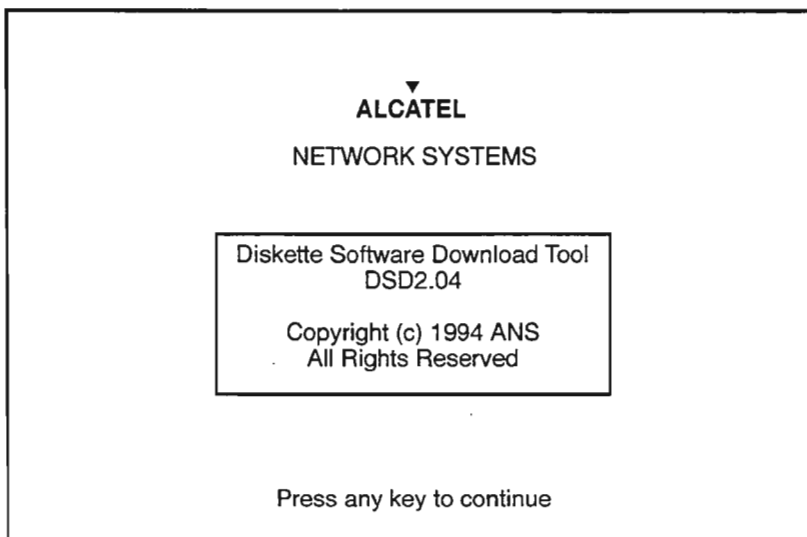 ALCATEL
NETWORK SYSTEMS
Diskette Software Download Tool
DSD2.04
Copyright (c) 1994 ANS
All Rights Reserved
Press any key to continue